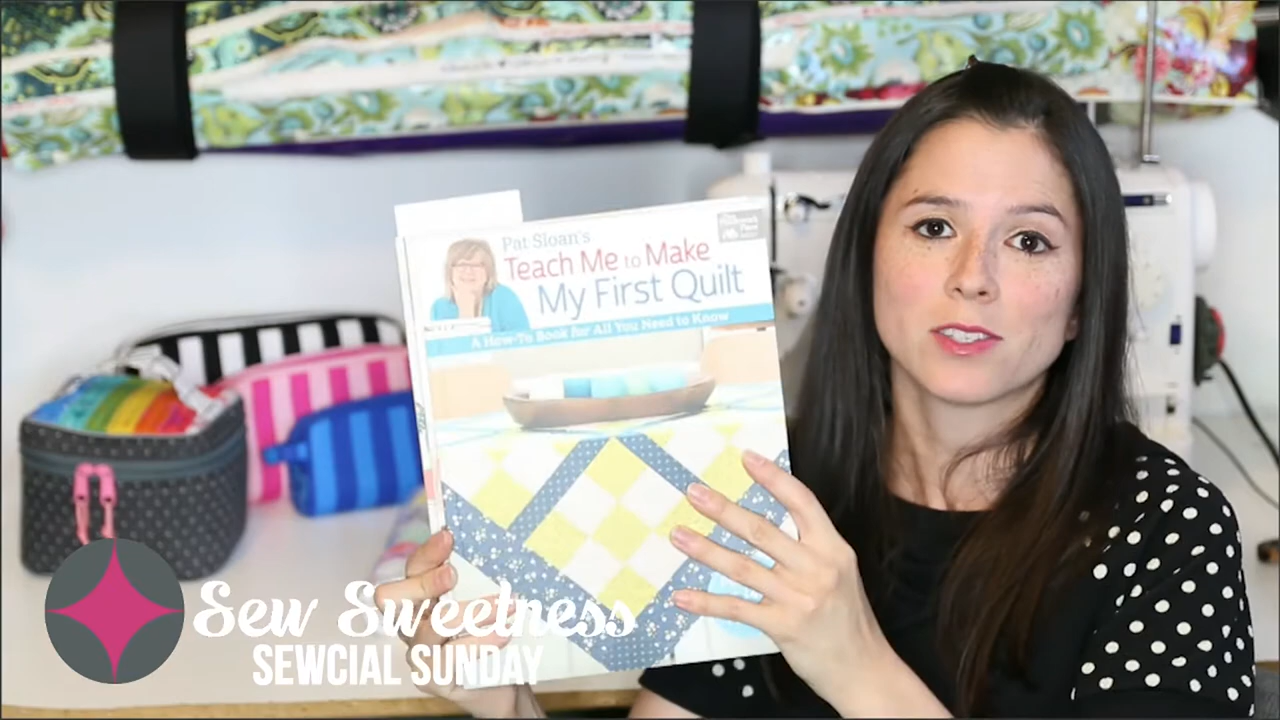 Pat Sloan's
Teach Me to Make
My First Quilt
A How-To Book for All You Need to Know
Sew Sweetness
SEWCIAL SUNDAY